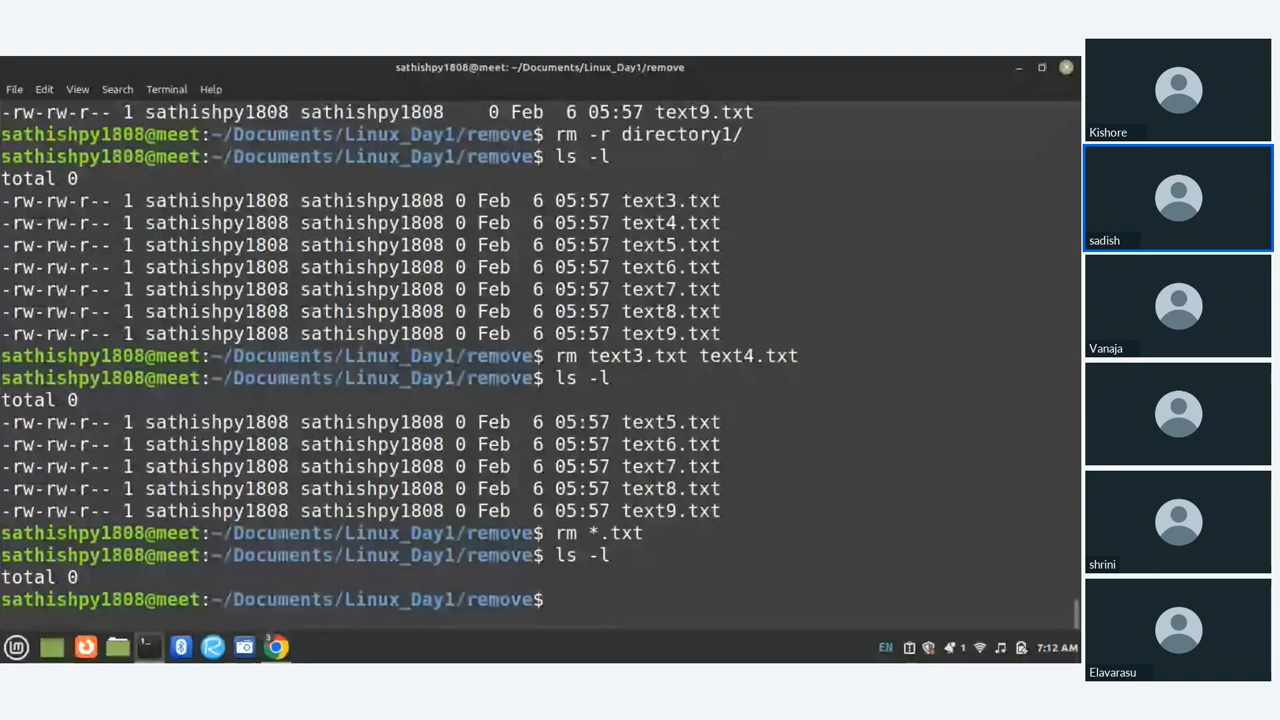 sathishpy1808@meet: ~/Documents/Linux_Day1/remove
File Edit View Search Terminal Help
-rw-rw-r-- 1 sathishpy1808 sathishpy1808    0 Feb  6 05:57 text9.txt
sathishpy1808@meet:~/Documents/Linux_Day1/remove$ rm -r directory1/
sathishpy1808@meet:~/Documents/Linux_Day1/remove$ ls -l
total 0
-rw-rw-r-- 1 sathishpy1808 sathishpy1808 0 Feb  6 05:57 text3.txt
-rw-rw-r-- 1 sathishpy1808 sathishpy1808 0 Feb  6 05:57 text4.txt
-rw-rw-r-- 1 sathishpy1808 sathishpy1808 0 Feb  6 05:57 text5.txt
-rw-rw-r-- 1 sathishpy1808 sathishpy1808 0 Feb  6 05:57 text6.txt
-rw-rw-r-- 1 sathishpy1808 sathishpy1808 0 Feb  6 05:57 text7.txt
-rw-rw-r-- 1 sathishpy1808 sathishpy1808 0 Feb  6 05:57 text8.txt
-rw-rw-r-- 1 sathishpy1808 sathishpy1808 0 Feb  6 05:57 text9.txt
sathishpy1808@meet:~/Documents/Linux_Day1/remove$ rm text3.txt text4.txt
sathishpy1808@meet:~/Documents/Linux_Day1/remove$ ls -l
total 0
-rw-rw-r-- 1 sathishpy1808 sathishpy1808 0 Feb  6 05:57 text5.txt
-rw-rw-r-- 1 sathishpy1808 sathishpy1808 0 Feb  6 05:57 text6.txt
-rw-rw-r-- 1 sathishpy1808 sathishpy1808 0 Feb  6 05:57 text7.txt
-rw-rw-r-- 1 sathishpy1808 sathishpy1808 0 Feb  6 05:57 text8.txt
-rw-rw-r-- 1 sathishpy1808 sathishpy1808 0 Feb  6 05:57 text9.txt
sathishpy1808@meet:~/Documents/Linux_Day1/remove$ rm *.txt
sathishpy1808@meet:~/Documents/Linux_Day1/remove$ ls -l
total 0
sathishpy1808@meet:~/Documents/Linux_Day1/remove$
3
EN 1 7:12 AM
Kishore
sadish
Vanaja
shrini
Elavarasu